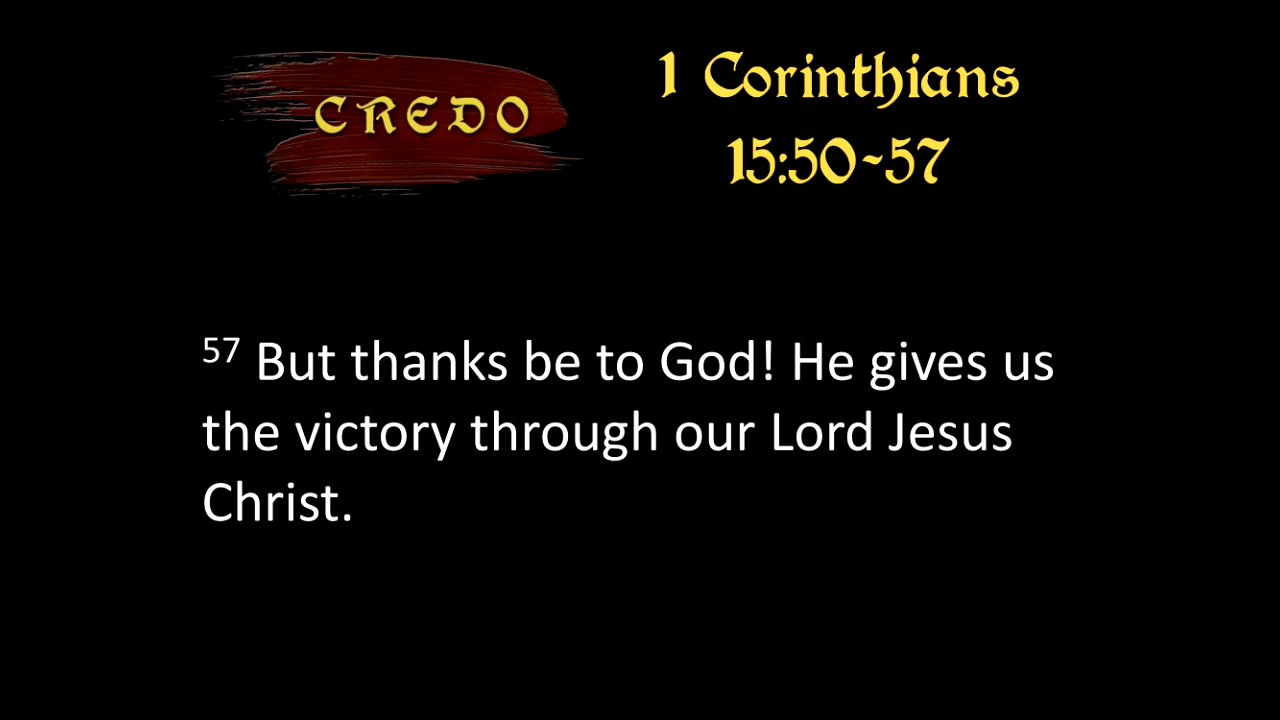 CREDO
1 Corinthians
15:50-57
57 But thanks be to God! He gives us
the victory through our Lord Jesus
Christ.